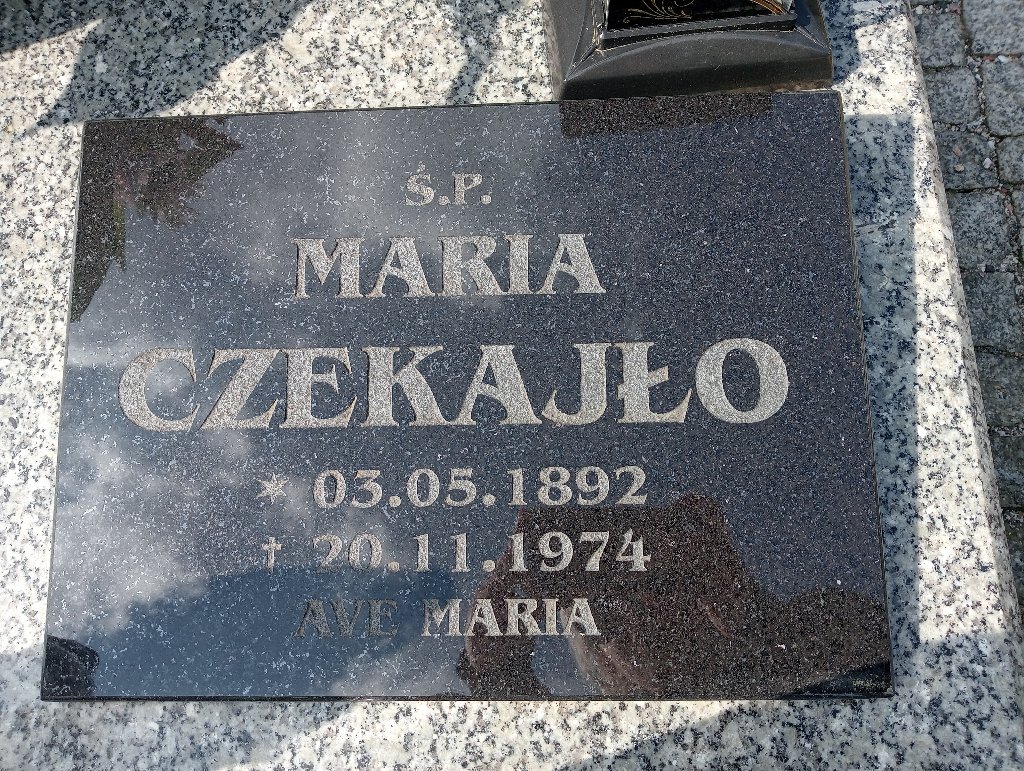 Ś.P.
MARIA
CZEKAJŁO
* 03.05.1892
† 20.11.1974
AVE MARIA